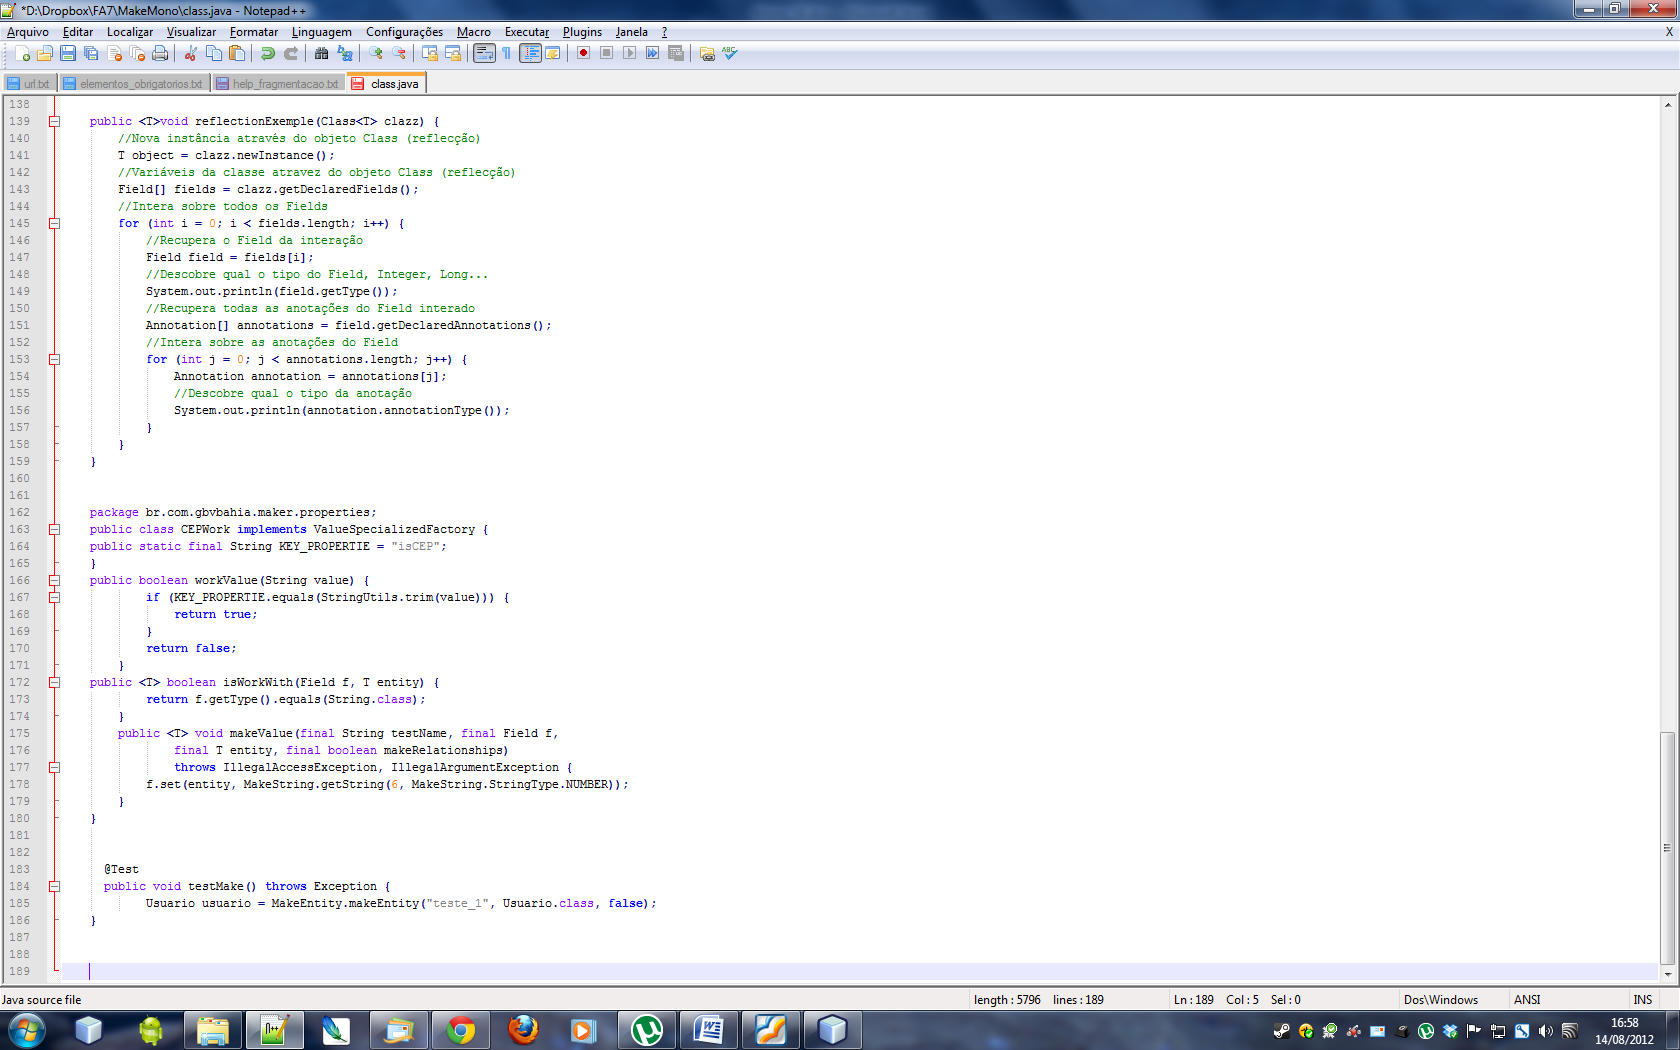 *D:\Dropbox\FA7\MakeMono\class.java - Notepad++
Arquivo Editar Localizar Visualizar Formatar Linguagem Configurações Macro Executar Plugins Janela ? X
url.txt elementos_obrigatorios.txt help_fragmentacao.txt class.java
138
139 public <T>void reflectionExemple(Class<T> clazz) {
140 //Nova instância através do objeto Class (reflecção)
141 T object = clazz.newInstance();
142 //Variáveis da classe atravez do objeto Class (reflecção)
143 Field[] fields = clazz.getDeclaredFields();
144 //Intera sobre todos os Fields
145 for (int i = 0; i < fields.length; i++) {
146 //Recupera o Field da interação
147 Field field = fields[i];
148 //Descobre qual o tipo do Field, Integer, Long...
149 System.out.println(field.getType());
150 //Recupera todas as anotações do Field interado
151 Annotation[] annotations = field.getDeclaredAnnotations();
152 //Intera sobre as anotações do Field
153 for (int j = 0; j < annotations.length; j++) {
154 Annotation annotation = annotations[j];
155 //Descobre qual o tipo da anotação
156 System.out.println(annotation.annotationType());
157 }
158 }
159 }
160
161
162 package br.com.gbvbahia.maker.properties;
163 public class CEPWork implements ValueSpecializedFactory {
164 public static final String KEY_PROPERTIE = "isCEP";
165 }
166 public boolean workValue(String value) {
167 if (KEY_PROPERTIE.equals(StringUtils.trim(value))) {
168 return true;
169 }
170 return false;
171 }
172 public <T> boolean isWorkWith(Field f, T entity) {
173 return f.getType().equals(String.class);
174 }
175 public <T> void makeValue(final String testName, final Field f,
176 final T entity, final boolean makeRelationships)
177 throws IllegalAccessException, IllegalArgumentException {
178 f.set(entity, MakeString.getString(6, MakeString.StringType.NUMBER));
179 }
180 }
181
182
183 @Test
184 public void testMake() throws Exception {
185 Usuario usuario = MakeEntity.makeEntity("teste_1", Usuario.class, false);
186 }
187
188
189
Java source file length : 5796 lines : 189 Ln : 189 Col : 5 Sel : 0 Dos\Windows ANSI INS
16:58
14/08/2012